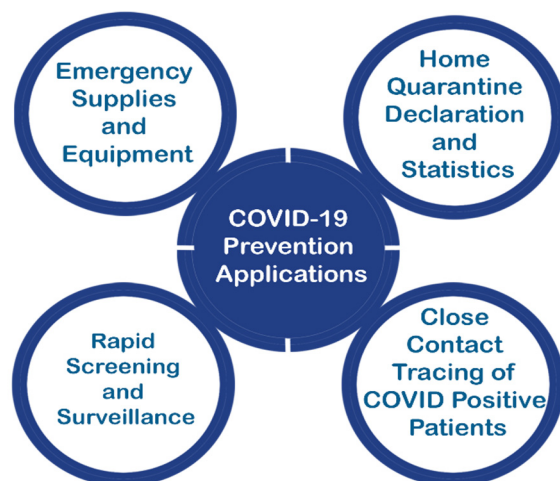 Emergency
Supplies
and
Equipment
Home
Quarantine
Declaration
and
Statistics
COVID-19
Prevention
Applications
Rapid
Screening
and
Surveillance
Close
Contact
Tracing of
COVID Positive
Patients